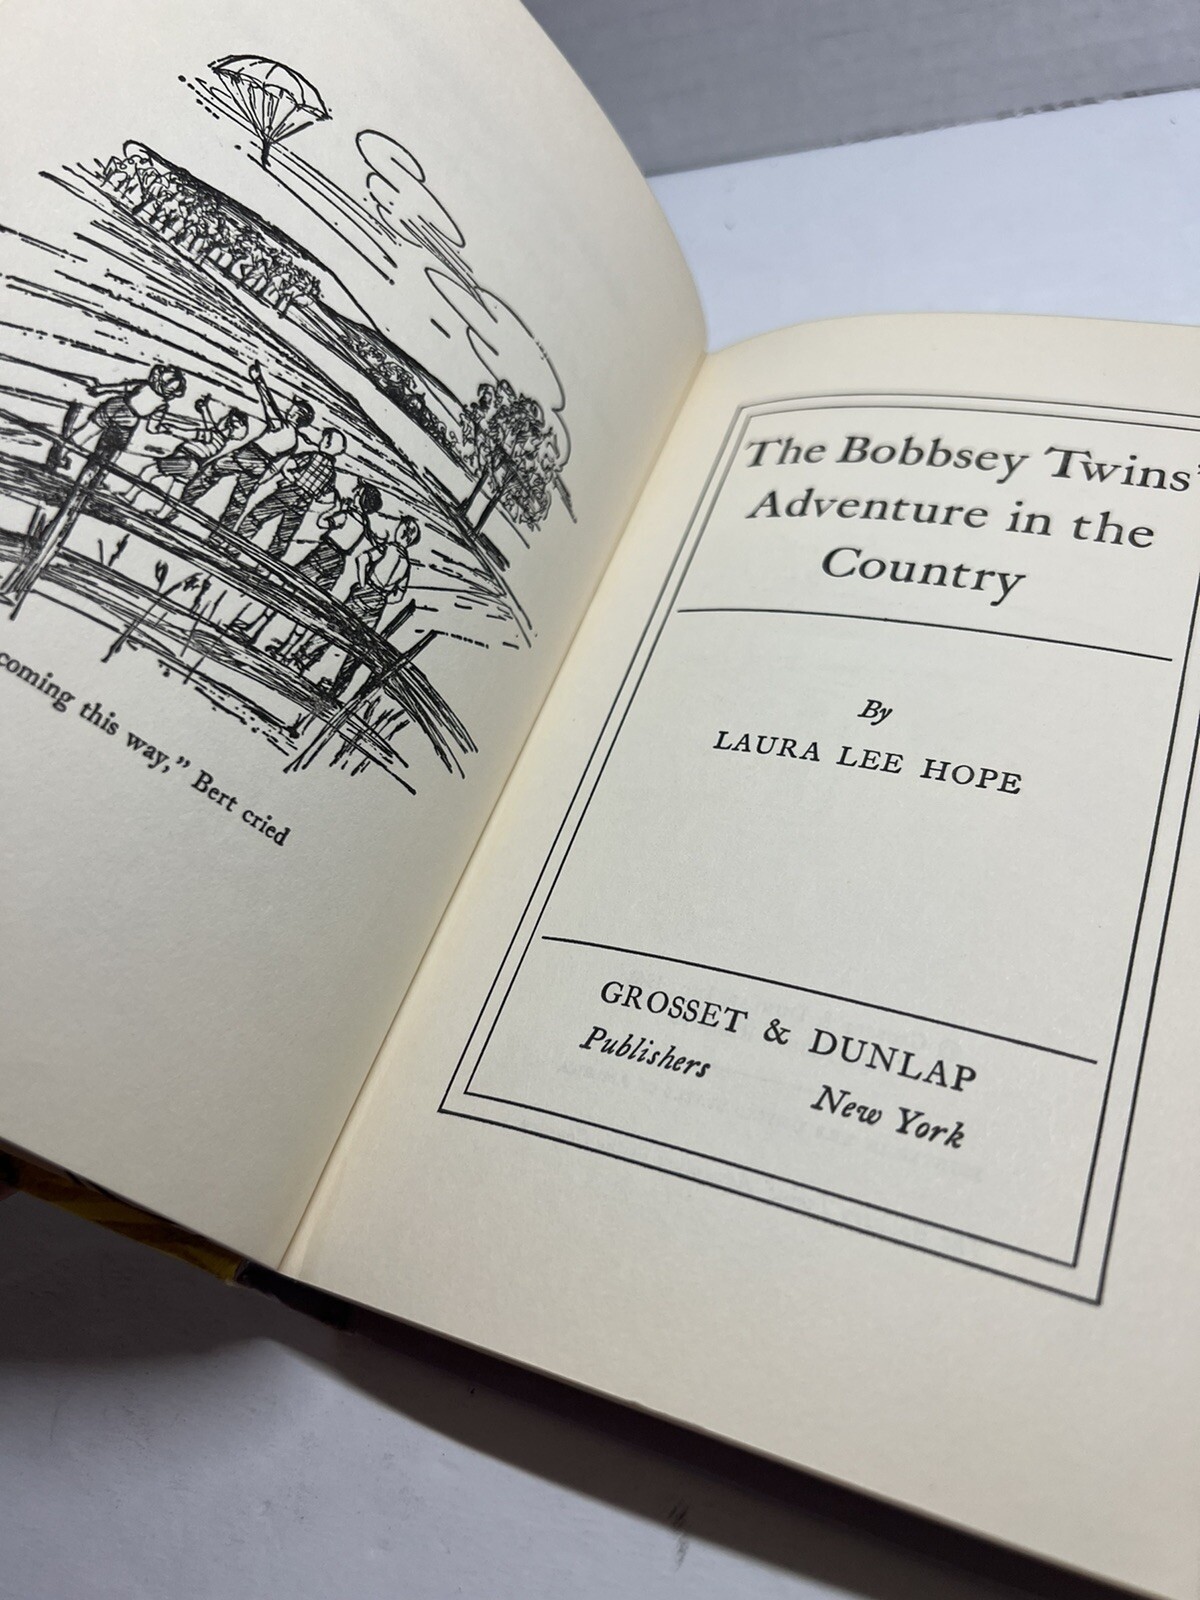 coming this way," Bert cried
The Bobbsey Twins'
Adventure in the
Country
By
LAURA LEE HOPE
GROSSET & DUNLAP
Publishers New York